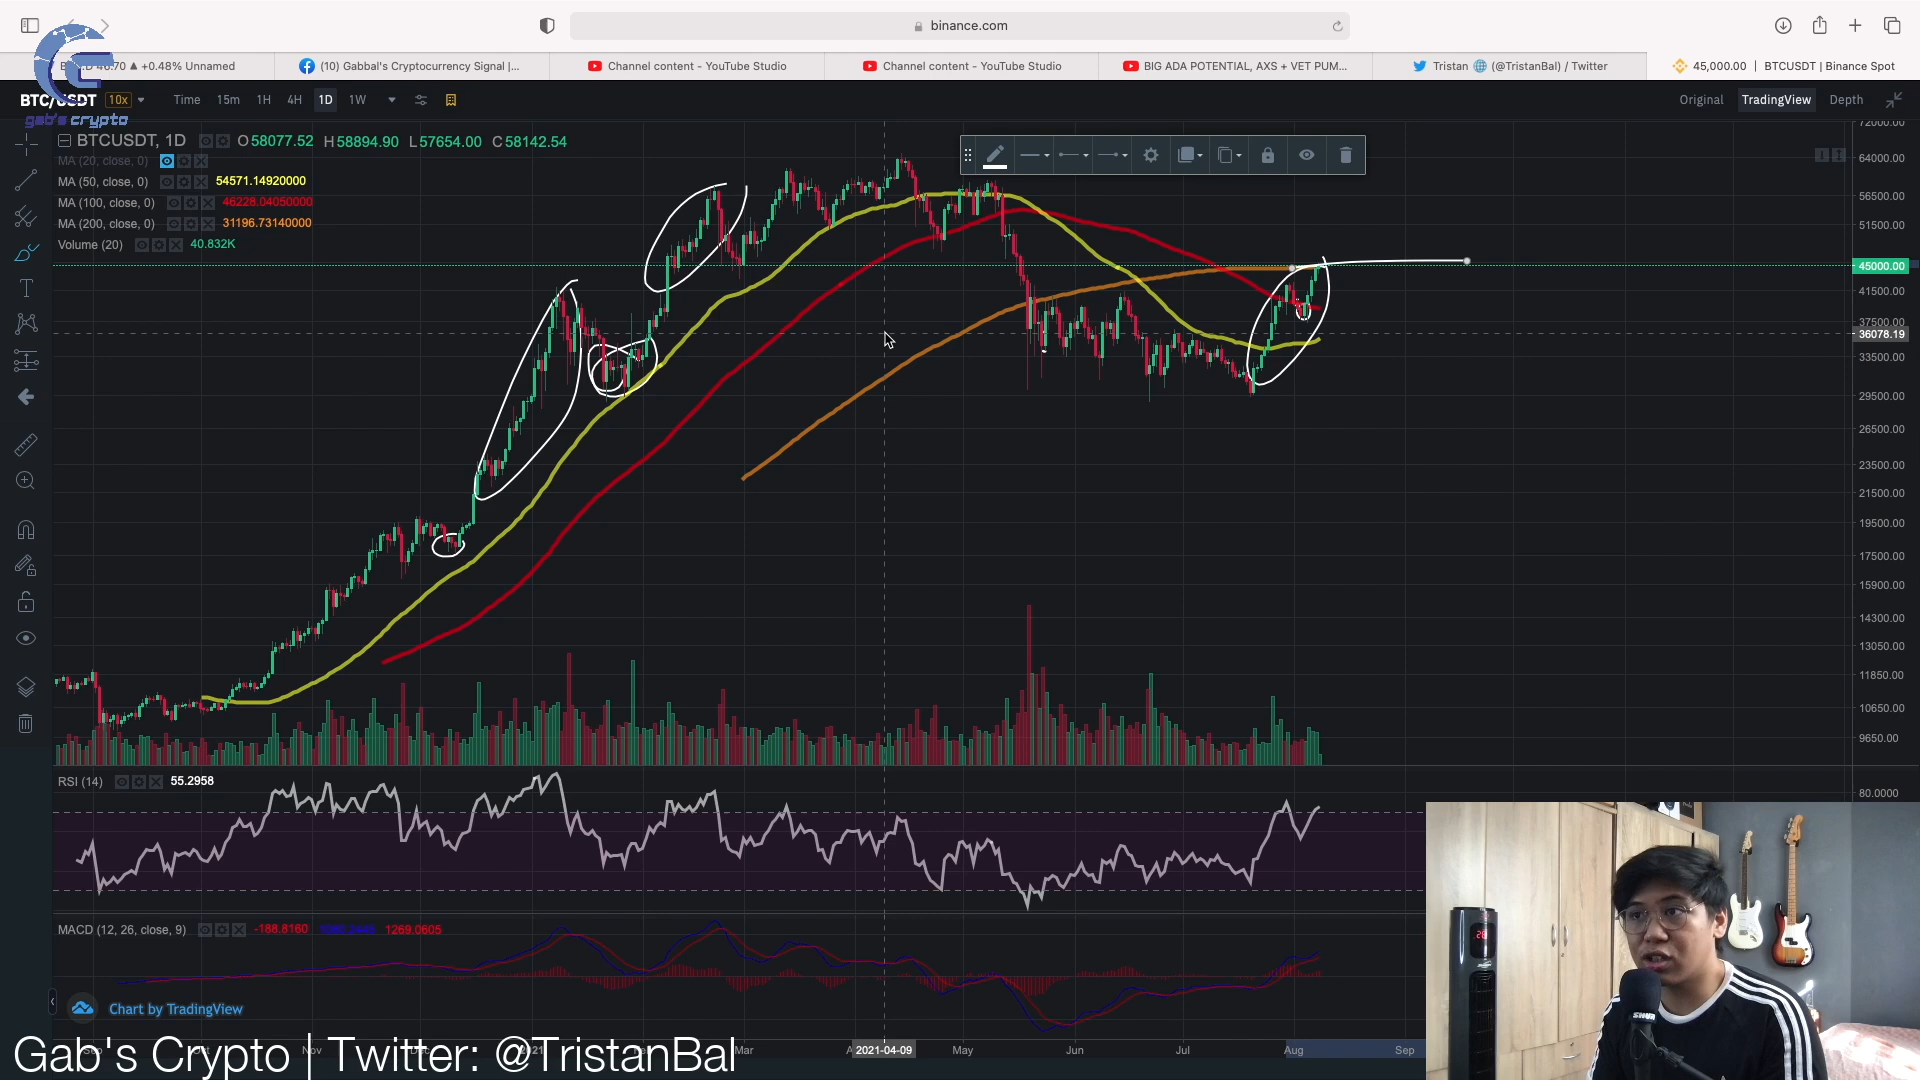 binance.com
+0.48% Unnamed
(10) Gabbal's Cryptocurrency Signal |...
Channel content - YouTube Studio
Channel content - YouTube Studio
BIG ADA POTENTIAL, AXS + VET PUM...
Tristan 🌐 (@TristanBal) / Twitter
45,000.00 | BTCUSDT | Binance Spot
BTC/USDT 10x Time 15m 1H 4H 1D 1W Original TradingView Depth
gab's crypto
BTCUSDT, 1D O58077.52 H58894.90 L57654.00 C58142.54
MA (20, close, 0)
MA (50, close, 0) 54571.14920000
MA (100, close, 0) 46228.04050000
MA (200, close, 0) 31196.73140000
Volume (20) 40.832K
72000.00
64000.00
56500.00
51500.00
45000.00
41500.00
37500.00
36078.19
33500.00
29500.00
26500.00
23500.00
21500.00
19500.00
17500.00
15900.00
14300.00
13050.00
11850.00
10650.00
9650.00
RSI (14) 55.2958
80.0000
MACD (12, 26, close, 9) -188.8160 1269.0605
Chart by TradingView
Nov 2021 Mar 2021-04-09 May Jun Jul Aug Sep
Gab's Crypto | Twitter: @TristanBal
SHURE